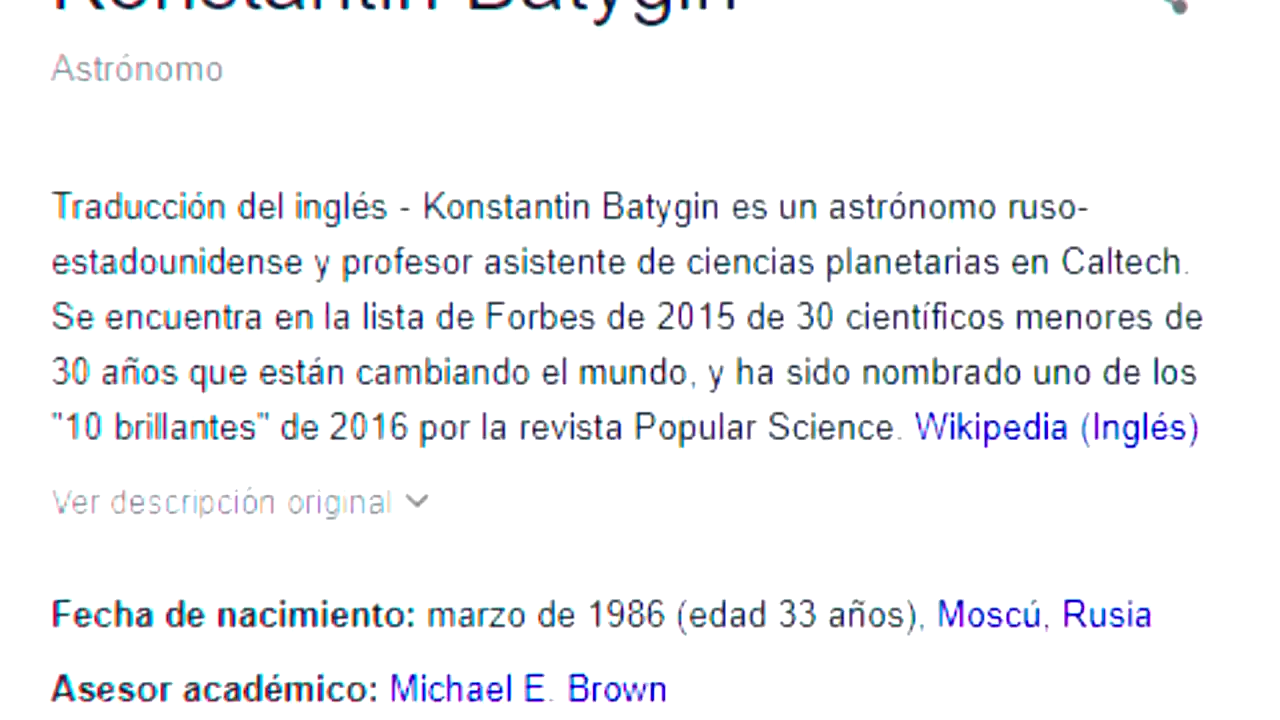 Konstantin Batygin
Astrónomo
Traducción del inglés - Konstantin Batygin es un astrónomo ruso-
estadounidense y profesor asistente de ciencias planetarias en Caltech.
Se encuentra en la lista de Forbes de 2015 de 30 científicos menores de
30 años que están cambiando el mundo, y ha sido nombrado uno de los
"10 brillantes" de 2016 por la revista Popular Science. Wikipedia (Inglés)
Ver descripción original
Fecha de nacimiento: marzo de 1986 (edad 33 años), Moscú, Rusia
Asesor académico: Michael E. Brown